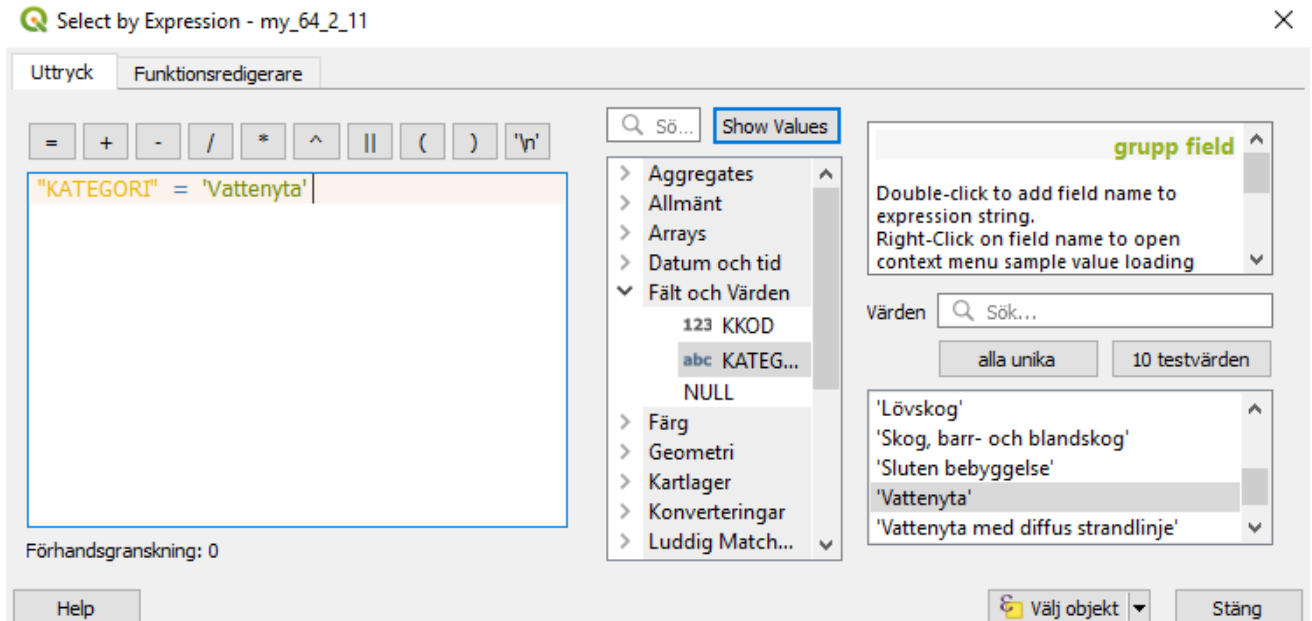 Select by Expression - my_64_2_11
Uttryck Funktionsredigerare
= + - / * ^ || ( ) '\n'
"KATEGORI" = 'Vattenyta'
Förhandsgranskning: 0
Sö... Show Values
Aggregates
Allmänt
Arrays
Datum och tid
Fält och Värden
123 KKOD
abc KATEG...
NULL
Färg
Geometri
Kartlager
Konverteringar
Luddig Match...
grupp field
Double-click to add field name to
expression string.
Right-Click on field name to open
context menu sample value loading
Värden Sök...
alla unika 10 testvärden
'Lövskog'
'Skog, barr- och blandskog'
'Sluten bebyggelse'
'Vattenyta'
'Vattenyta med diffus strandlinje'
Help Välj objekt Stäng